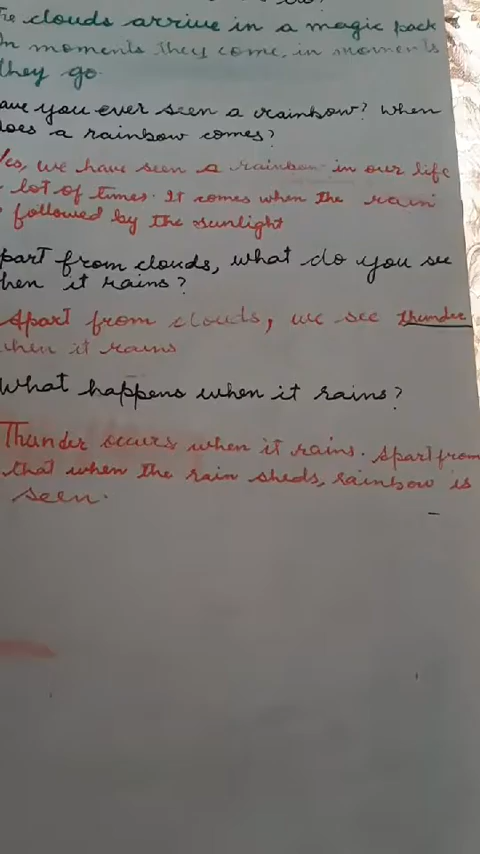 clouds arrive in a magic pack
In moments they come, in moments
they go.
ave you ever seen a rainbow? When
does a rainbow comes?
Yes, we have seen a rainbow in our life
lot of times. It comes when the rain
followed by the sunlight
part from clouds, what do you see
hen it rains?
Apart from clouds, we see thunder
when it rains
What happens when it rains?
Thunder occurs when it rains. Apart from
that when the rain sheds, rainbow is
seen.